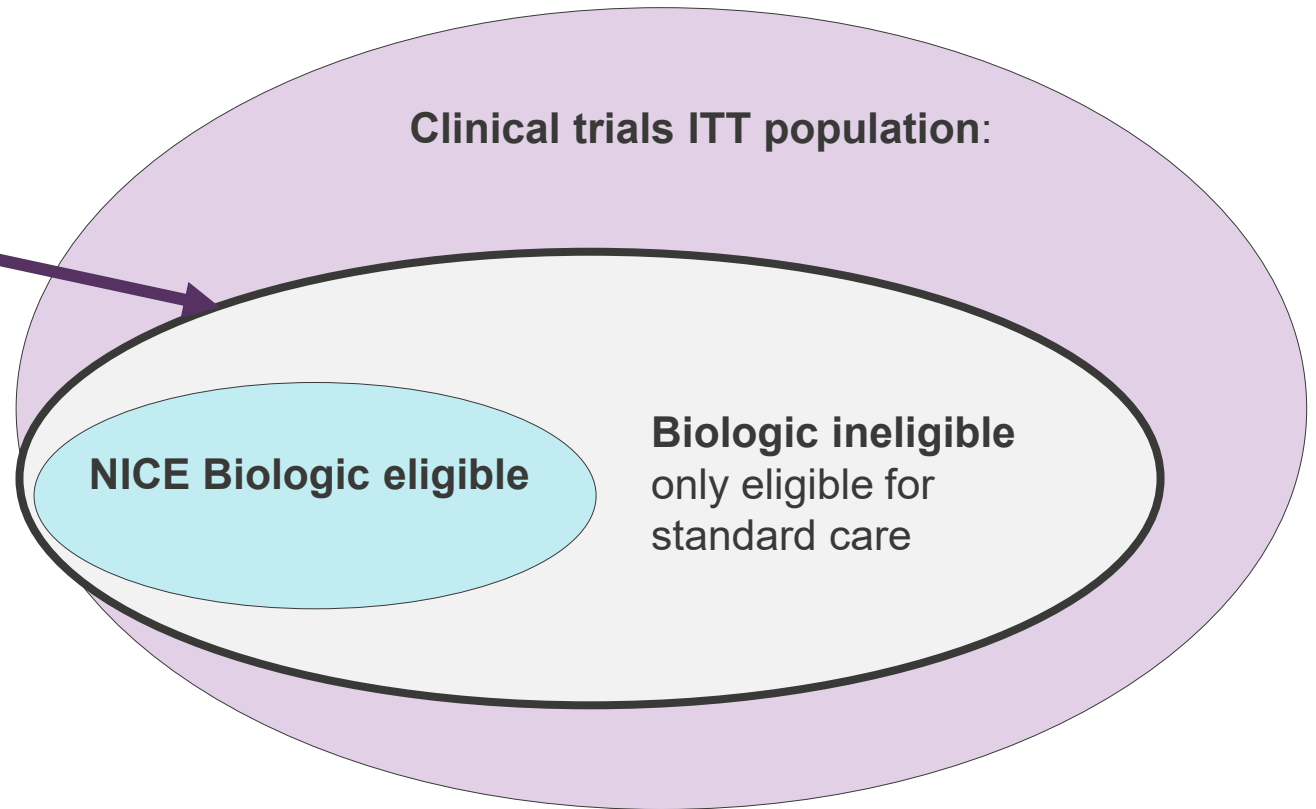 Clinical trials ITT population:
NICE Biologic eligible
Biologic ineligible
only eligible for
standard care